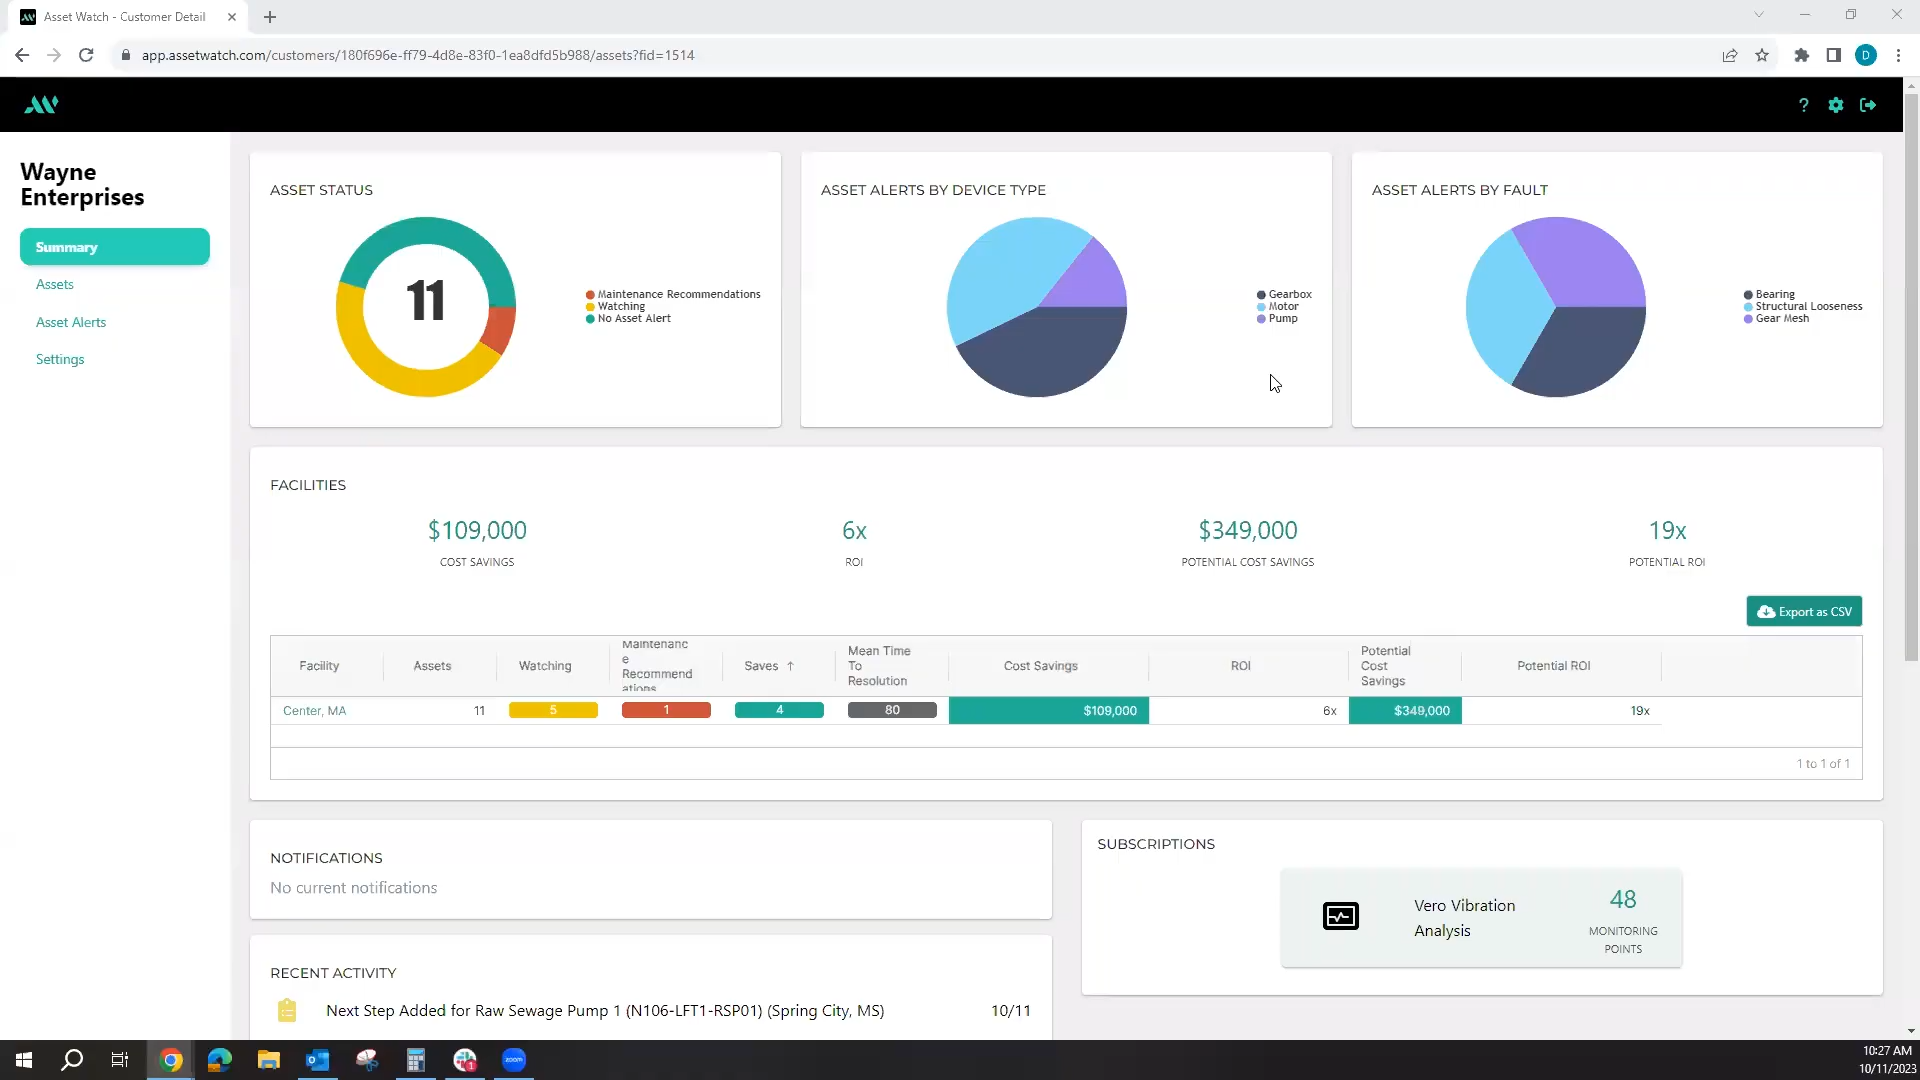 Asset Watch - Customer Detail
app.assetwatch.com/customers/180f696e-ff79-4d8e-83f0-1ea8dfd5b988/assets?fid=1514
D
?
Wayne
Enterprises
Summary
Assets
Asset Alerts
Settings
ASSET STATUS
11
Maintenance Recommendations
Watching
No Asset Alert
ASSET ALERTS BY DEVICE TYPE
Gearbox
Motor
Pump
ASSET ALERTS BY FAULT
Bearing
Structural Looseness
Gear Mesh
FACILITIES
$109,000
COST SAVINGS
6x
ROI
$349,000
POTENTIAL COST SAVINGS
19x
POTENTIAL ROI
Export as CSV
Facility
Assets
Watching
Maintenanc
e
Recommend
ations
Saves ↑
Mean Time
To
Resolution
Cost Savings
ROI
Potential
Cost
Savings
Potential ROI
Center, MA 11 5 1 4 80 $109,000 6x $349,000 19x
1 to 1 of 1
NOTIFICATIONS
No current notifications
SUBSCRIPTIONS
Vero Vibration
Analysis
48
MONITORING
POINTS
RECENT ACTIVITY
Next Step Added for Raw Sewage Pump 1 (N106-LFT1-RSP01) (Spring City, MS) 10/11
zoom
1
10:27 AM
10/11/2023